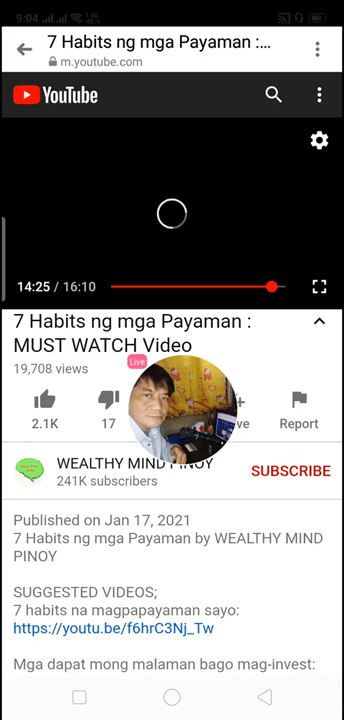 9:04
7 Habits ng mga Payaman :...
m.youtube.com
YouTube
14:25 / 16:10
7 Habits ng mga Payaman :
MUST WATCH Video
Live
19,708 views
2.1K
17
Report
WEALTHY MIND PINOY
241K subscribers
SUBSCRIBE
Published on Jan 17, 2021
7 Habits ng mga Payaman by WEALTHY MIND
PINOY
SUGGESTED VIDEOS;
7 habits na magpapayaman sayo:
https://youtu.be/f6hrC3Nj_Tw
Mga dapat mong malaman bago mag-invest: